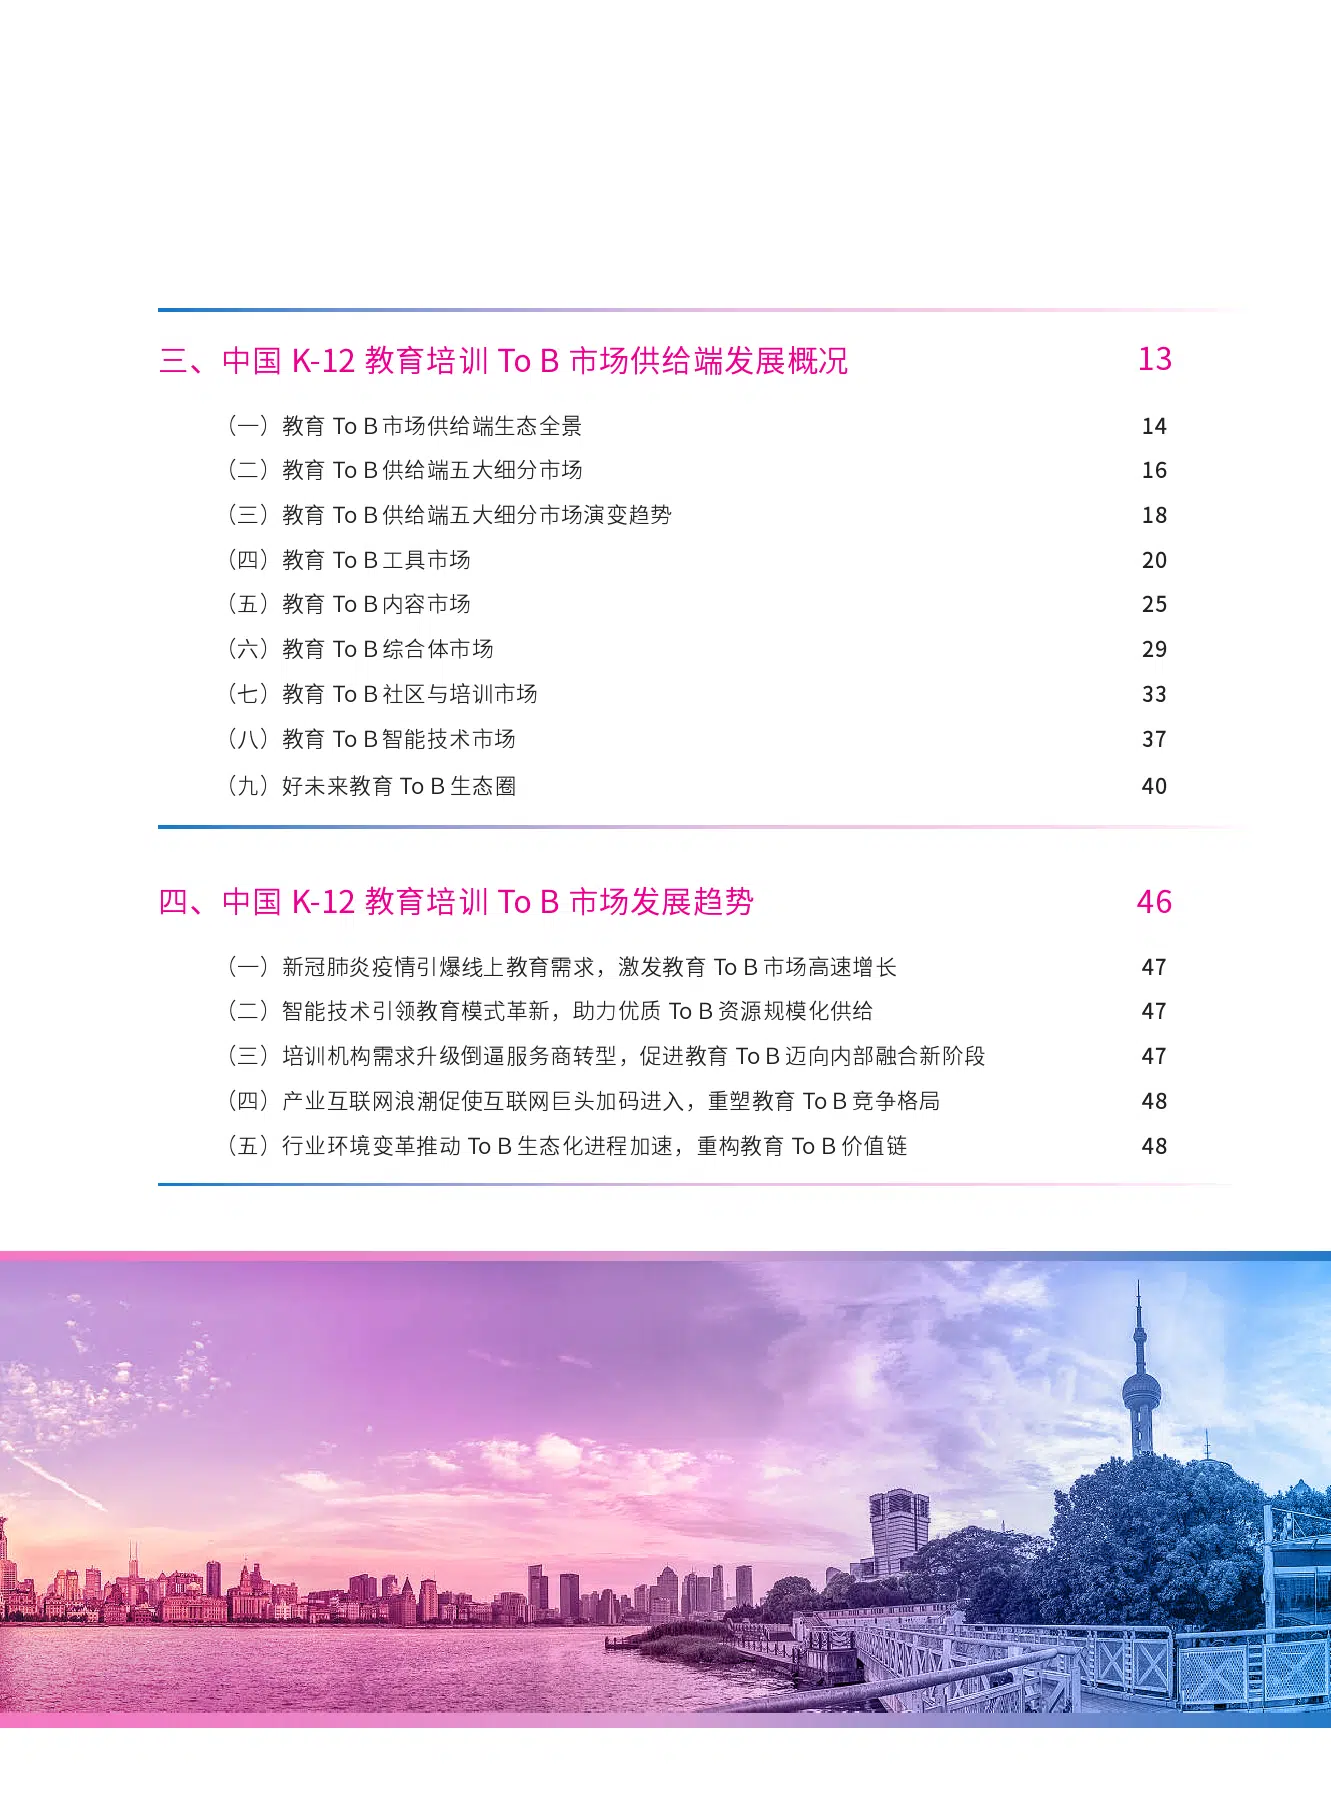 三、中国 K-12 教育培训 To B 市场供给端发展概况 13
（一）教育 To B 市场供给端生态全景 14
（二）教育 To B 供给端五大细分市场 16
（三）教育 To B 供给端五大细分市场演变趋势 18
（四）教育 To B 工具市场 20
（五）教育 To B 内容市场 25
（六）教育 To B 综合体市场 29
（七）教育 To B 社区与培训市场 33
（八）教育 To B 智能技术市场 37
（九）好未来教育 To B 生态圈 40
四、中国 K-12 教育培训 To B 市场发展趋势 46
（一）新冠肺炎疫情引爆线上教育需求，激发教育 To B 市场高速增长 47
（二）智能技术引领教育模式革新，助力优质 To B 资源规模化供给 47
（三）培训机构需求升级倒逼服务商转型，促进教育 To B 迈向内部融合新阶段 47
（四）产业互联网浪潮促使互联网巨头加码进入，重塑教育 To B 竞争格局 48
（五）行业环境变革推动 To B 生态化进程加速，重构教育 To B 价值链 48